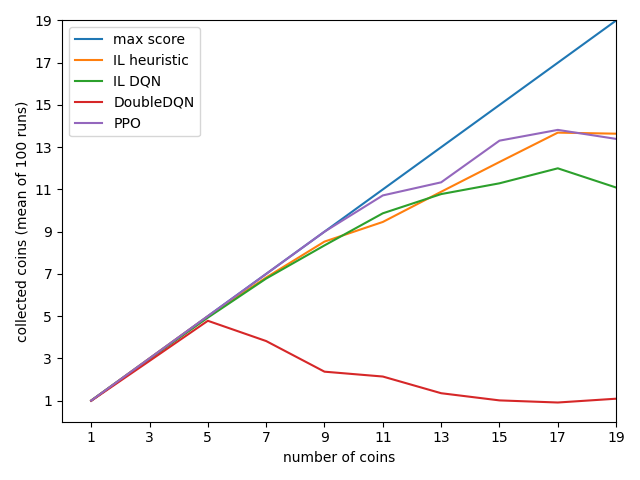 max score
IL heuristic
IL DQN
DoubleDQN
PPO
collected coins (mean of 100 runs)
19
17
15
13
11
9
7
5
3
1
1 3 5 7 9 11 13 15 17 19
number of coins